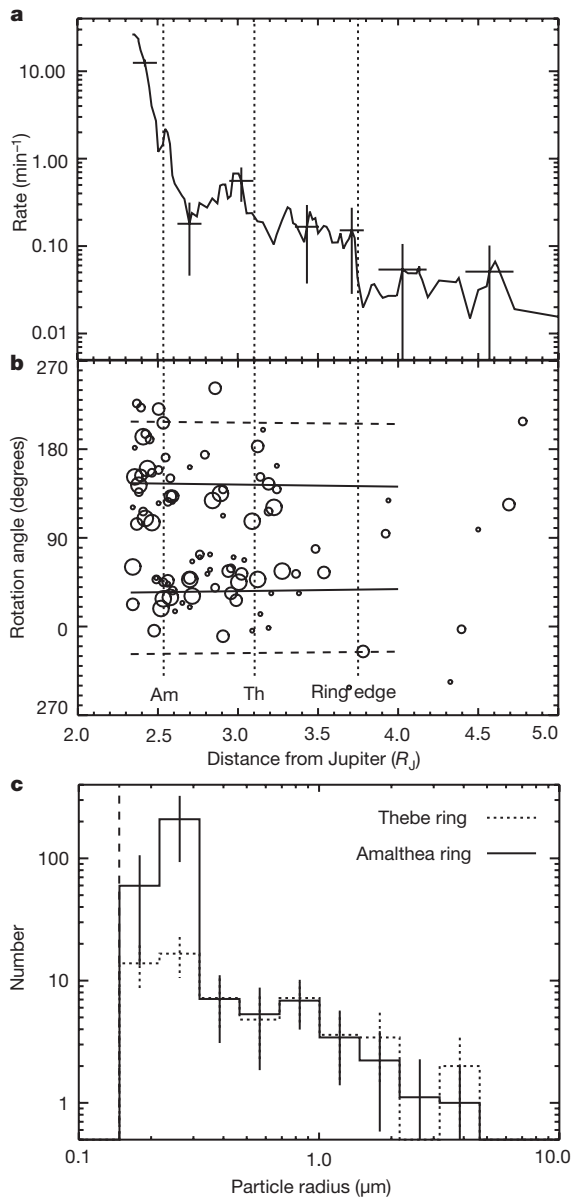 a
10.00
1.00
0.10
0.01
Rate (min⁻¹)
b
270
180
90
0
270
Rotation angle (degrees)
Am
Th
Ring edge
2.0 2.5 3.0 3.5 4.0 4.5 5.0
Distance from Jupiter (RJ)
c
Thebe ring
Amalthea ring
100
10
1
Number
0.1 1.0 10.0
Particle radius (µm)